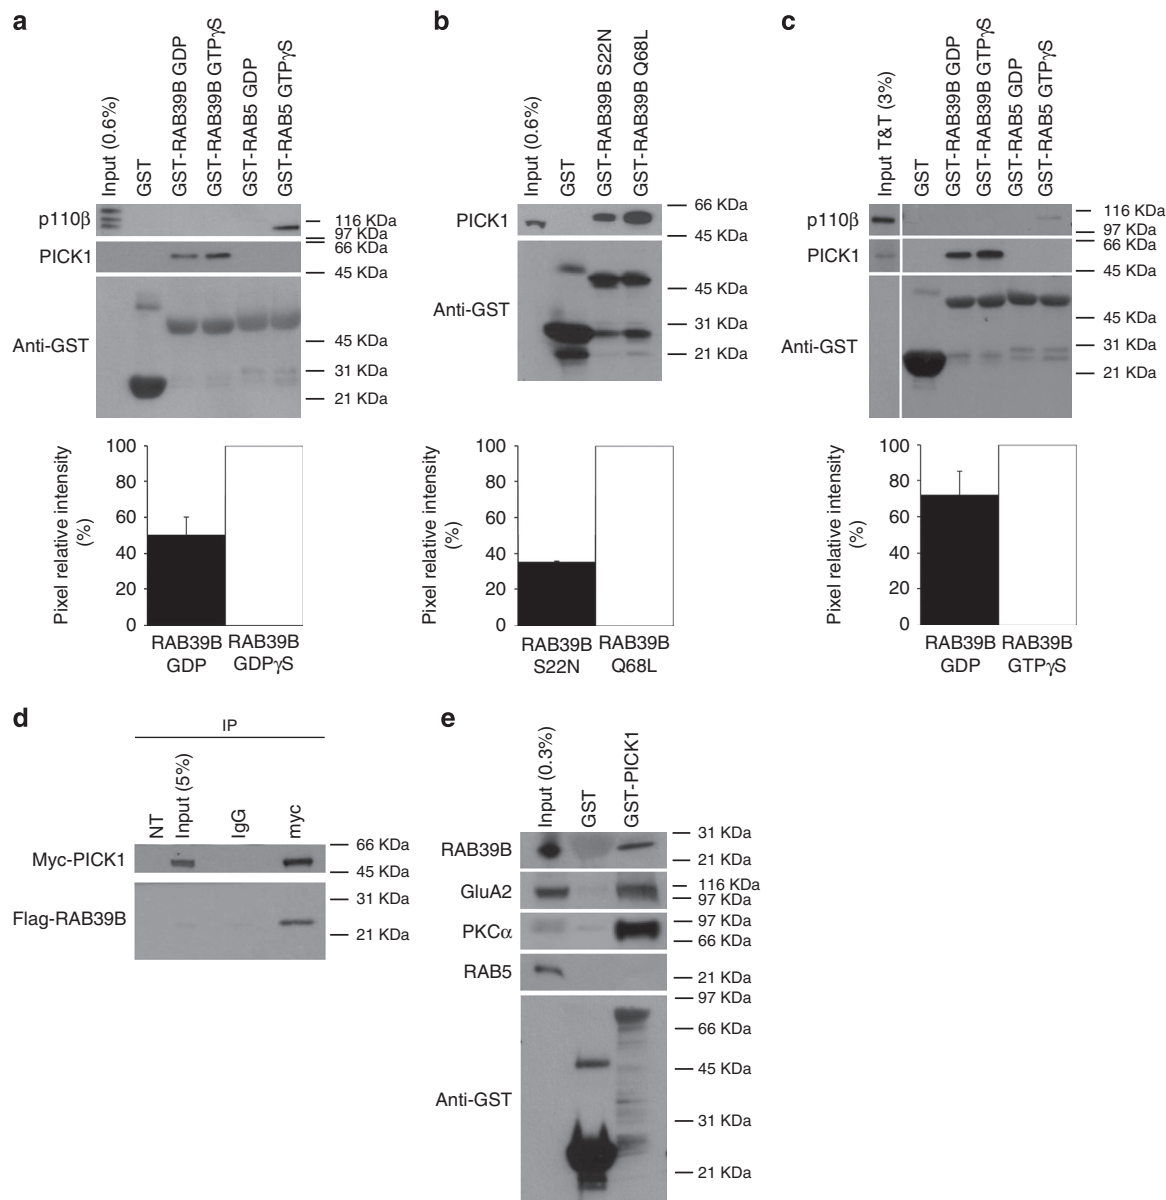 a
Input (0.6%)
GST
GST-RAB39B GDP
GST-RAB39B GTPγS
GST-RAB5 GDP
GST-RAB5 GTPγS
p110β
116 KDa
97 KDa
PICK1
66 KDa
45 KDa
Anti-GST
45 KDa
31 KDa
21 KDa
Pixel relative intensity
(%)
100
80
60
40
20
0
RAB39B
GDP
RAB39B
GDPγS
b
Input (0.6%)
GST
GST-RAB39B S22N
GST-RAB39B Q68L
PICK1
66 KDa
45 KDa
Anti-GST
45 KDa
31 KDa
21 KDa
Pixel relative intensity
(%)
100
80
60
40
20
0
RAB39B
S22N
RAB39B
Q68L
c
Input T&T (3%)
GST
GST-RAB39B GDP
GST-RAB39B GTPγS
GST-RAB5 GDP
GST-RAB5 GTPγS
p110β
116 KDa
97 KDa
PICK1
66 KDa
45 KDa
Anti-GST
45 KDa
31 KDa
21 KDa
Pixel relative intensity
(%)
100
80
60
40
20
0
RAB39B
GDP
RAB39B
GTPγS
d
IP
NT
Input (5%)
IgG
myc
Myc-PICK1
66 KDa
45 KDa
Flag-RAB39B
31 KDa
21 KDa
e
Input (0.3%)
GST
GST-PICK1
RAB39B
31 KDa
21 KDa
GluA2
116 KDa
97 KDa
PKCα
97 KDa
66 KDa
RAB5
21 KDa
Anti-GST
97 KDa
66 KDa
45 KDa
31 KDa
21 KDa